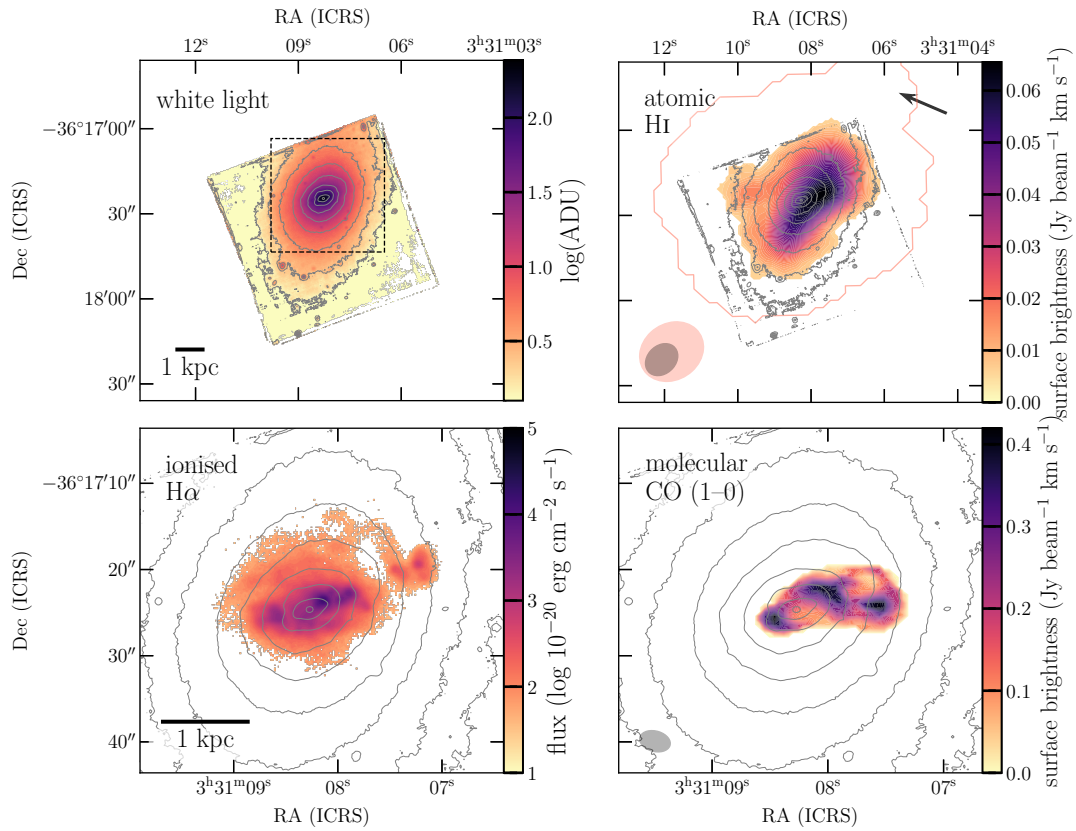 RA (ICRS)
12ˢ 09ˢ 06ˢ 3ʰ31ᵐ03ˢ
white light
−36°17′00″
30″
18′00″
30″
Dec (ICRS)
1 kpc
2.0
1.5
1.0
0.5
log(ADU)
RA (ICRS)
12ˢ 10ˢ 08ˢ 06ˢ 3ʰ31ᵐ04ˢ
atomic
HI
0.06
0.05
0.04
0.03
0.02
0.01
0.00
surface brightness (Jy beam⁻¹ km s⁻¹)
ionised
Hα
−36°17′10″
20″
30″
40″
Dec (ICRS)
1 kpc
3ʰ31ᵐ09ˢ 08ˢ 07ˢ
RA (ICRS)
5
4
3
2
1
flux (log 10⁻²⁰ erg cm⁻² s⁻¹)
molecular
CO (1–0)
3ʰ31ᵐ09ˢ 08ˢ 07ˢ
RA (ICRS)
0.4
0.3
0.2
0.1
0.0
surface brightness (Jy beam⁻¹ km s⁻¹)